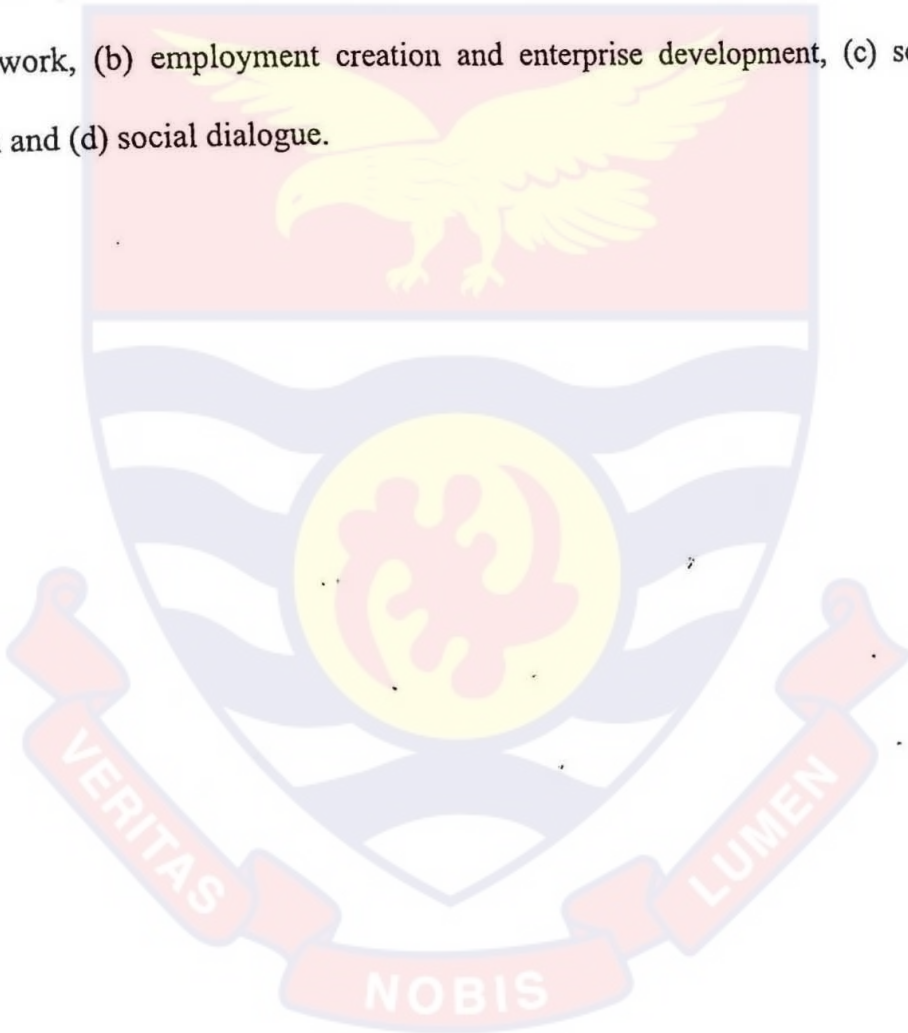 work, (b) employment creation and enterprise development, (c)
and (d) social dialogue.
VERITAS
NOBIS
LUMEN